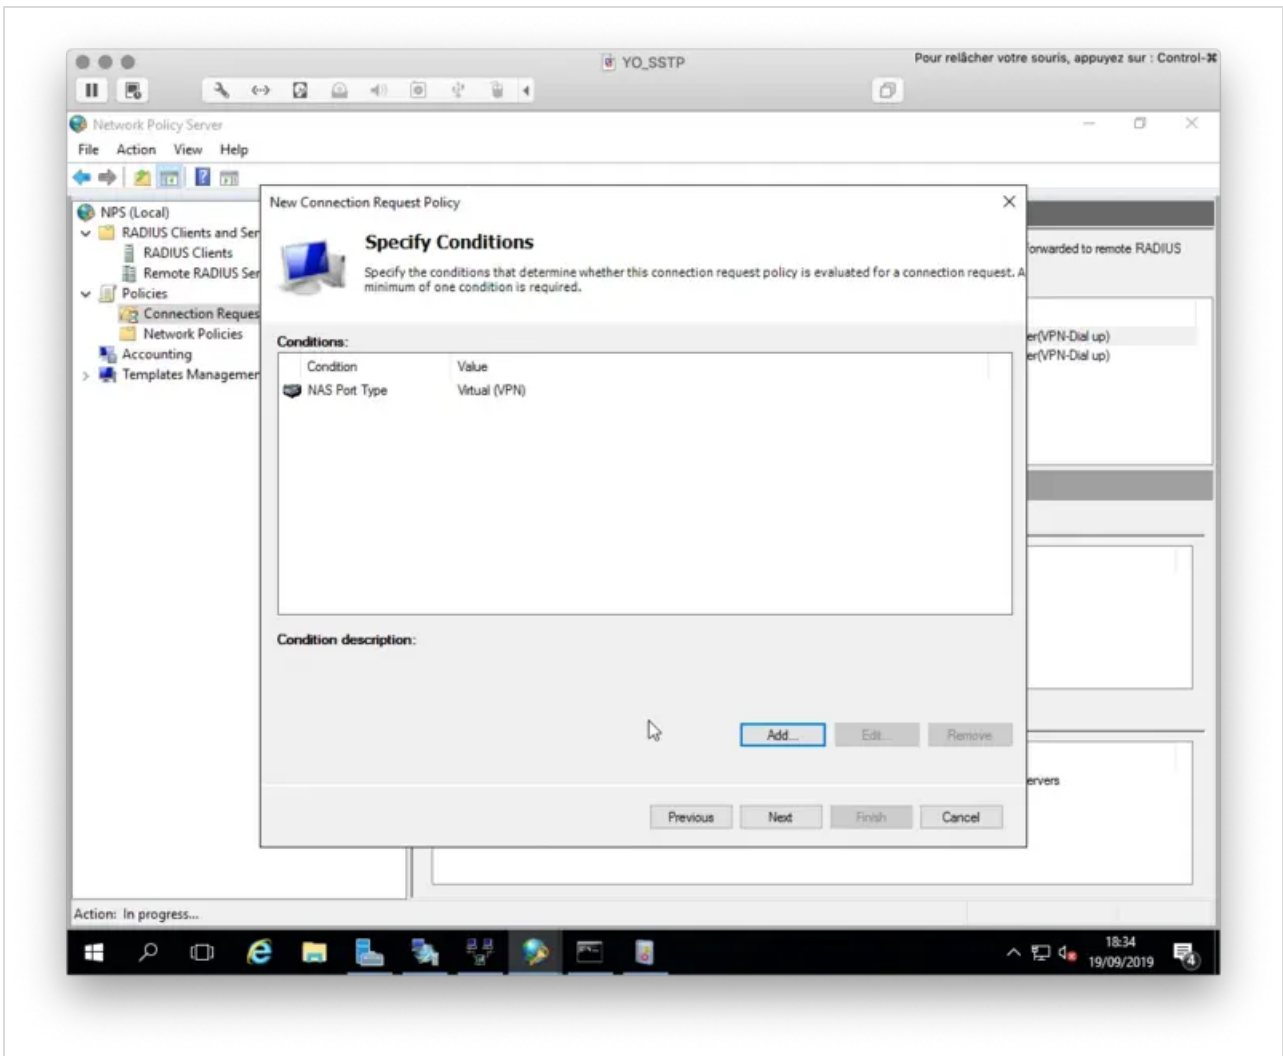 YO_SSTP
Pour relâcher votre souris, appuyez sur : Control-⌘
Network Policy Server
File Action View Help
NPS (Local)
RADIUS Clients and Ser
RADIUS Clients
Remote RADIUS Ser
Policies
Connection Reques
Network Policies
Accounting
Templates Managemer
New Connection Request Policy
Specify Conditions
Specify the conditions that determine whether this connection request policy is evaluated for a connection request. A
minimum of one condition is required.
Conditions:
Condition Value
NAS Port Type Virtual (VPN)
Condition description:
Add... Edit... Remove
Previous Next Finish Cancel
orwarded to remote RADIUS
er(VPN-Dial up)
er(VPN-Dial up)
ervers
Action: In progress...
18:34
19/09/2019
4